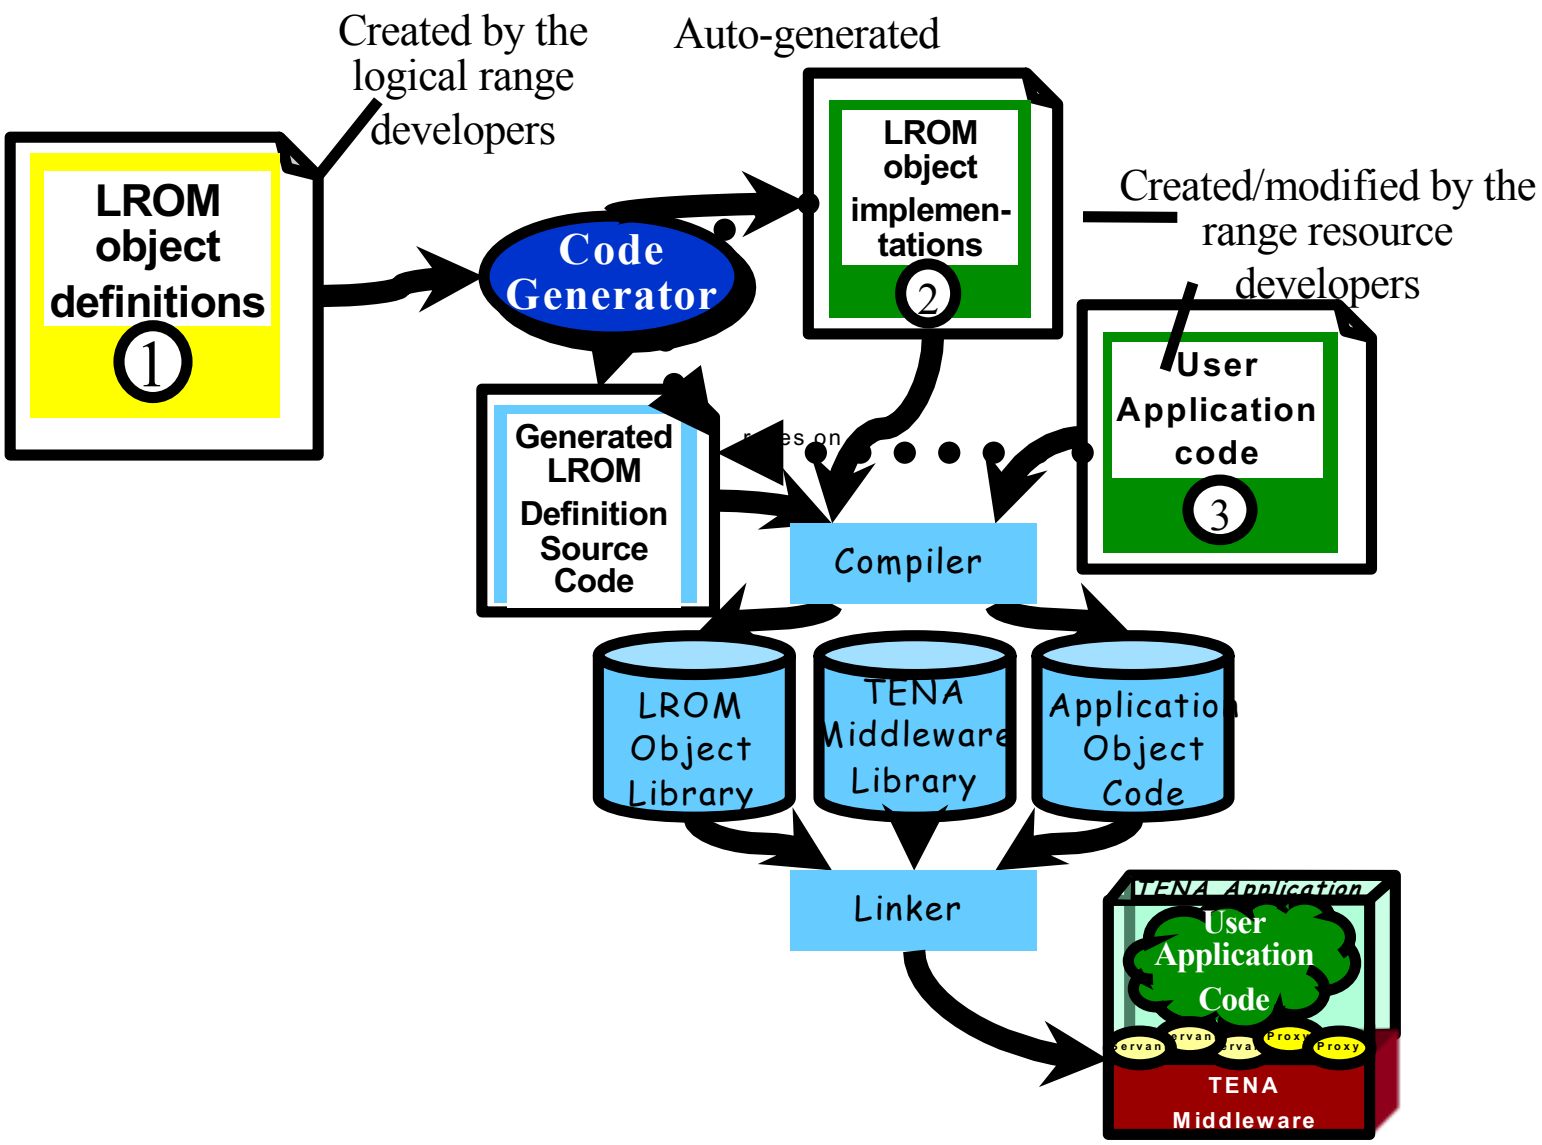 Created by the
logical range
developers
Auto-generated
LROM
object
definitions
1
Code
Generator
LROM
object
implemen-
tations
2
Created/modified by the
range resource
developers
User
Application
code
3
Generated
LROM
Definition
Source
Code
on
Compiler
LROM
Object
Library
TENA
Middleware
Library
Application
Object
Code
Linker
TENA Application
User
Application
Code
Proxy
Proxy
TENA
Middleware